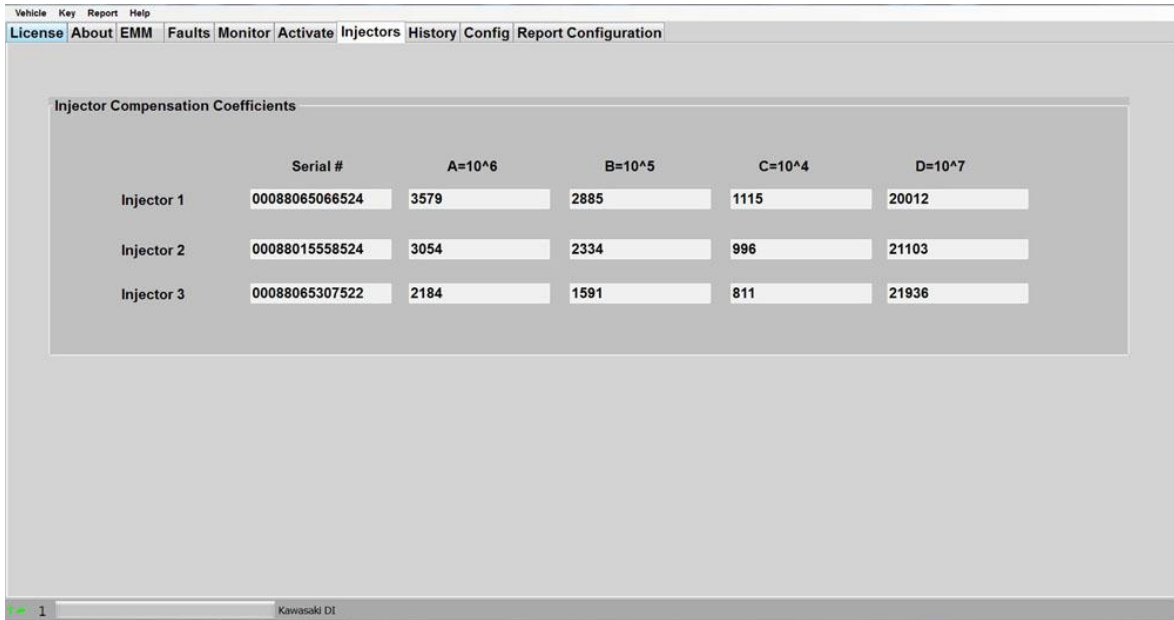 Vehicle Key Report Help
License About EMM Faults Monitor Activate Injectors History Config Report Configuration
Injector Compensation Coefficients
Serial # A=10^6 B=10^5 C=10^4 D=10^7
Injector 1 00088065066524 3579 2885 1115 20012
Injector 2 00088015558524 3054 2334 996 21103
Injector 3 00088065307522 2184 1591 811 21936
1 Kawasaki DI